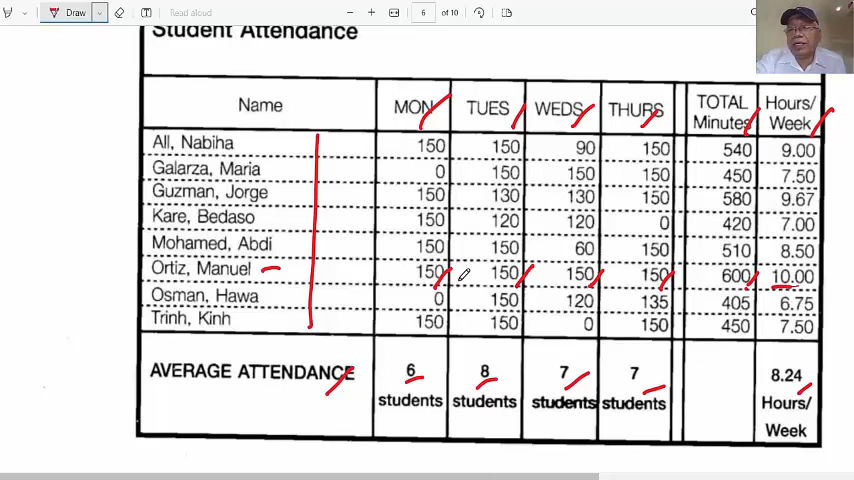 Draw
Read aloud
6 of 10
Student Attendance
Name MON TUES WEDS THURS TOTAL Minutes Hours/ Week
All, Nabiha 150 150 90 150 540 9.00
Galarza, Maria 0 150 150 150 450 7.50
Guzman, Jorge 150 130 130 150 580 9.67
Kare, Bedaso 150 120 120 0 420 7.00
Mohamed, Abdi 150 150 60 150 510 8.50
Ortiz, Manuel 150 150 150 150 600 10.00
Osman, Hawa 0 150 120 135 405 6.75
Trinh, Kinh 150 150 0 150 450 7.50
AVERAGE ATTENDANCE 6 8 7 7 8.24
students students students students Hours/
Week